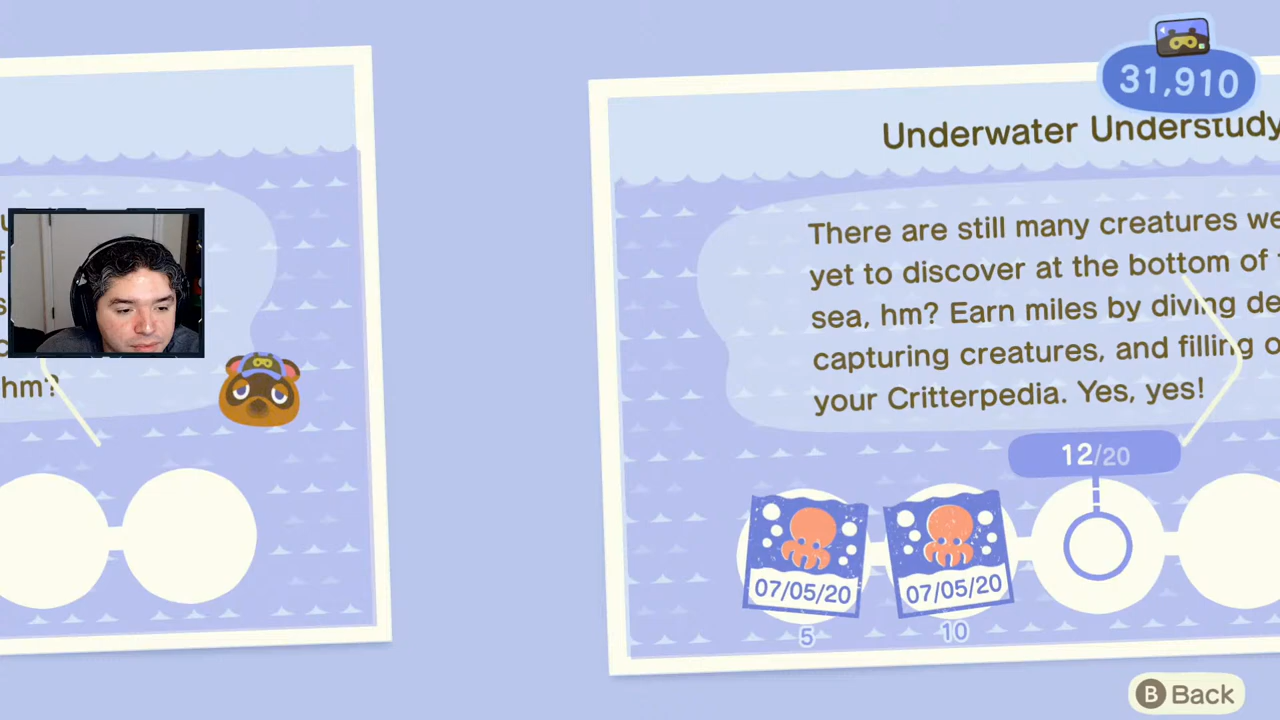 31,910
Underwater Understudy
There are still many creatures we
yet to discover at the bottom of
sea, hm? Earn miles by diving
capturing creatures, and filling
your Critterpedia. Yes, yes!
hm?
12/20
07/05/20
07/05/20
5
10
B Back